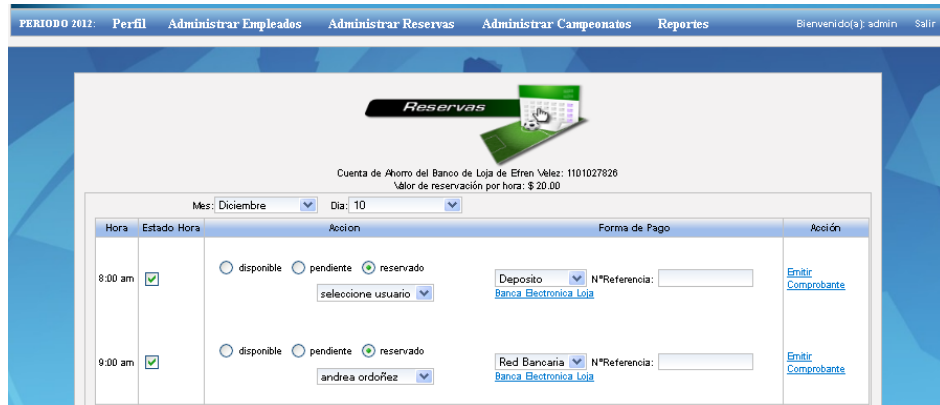 PERIODO 2012: Perfil Administrar Empleados Administrar Reservas Administrar Campeonatos Reportes Bienvenido(a): admin Salir
Reservas
Cuenta de Ahorro del Banco de Loja de Efren Velez: 1101027826
Valor de reservación por hora: $ 20.00
Mes: Diciembre Dia: 10
Hora Estado Hora Accion Forma de Pago Acción
8:00 am disponible pendiente reservado Deposito N°Referencia: Emitir
seleccione usuario Banca Electronica Loja Comprobante
9:00 am disponible pendiente reservado Red Bancaria N°Referencia: Emitir
andrea ordoñez Banca Electronica Loja Comprobante